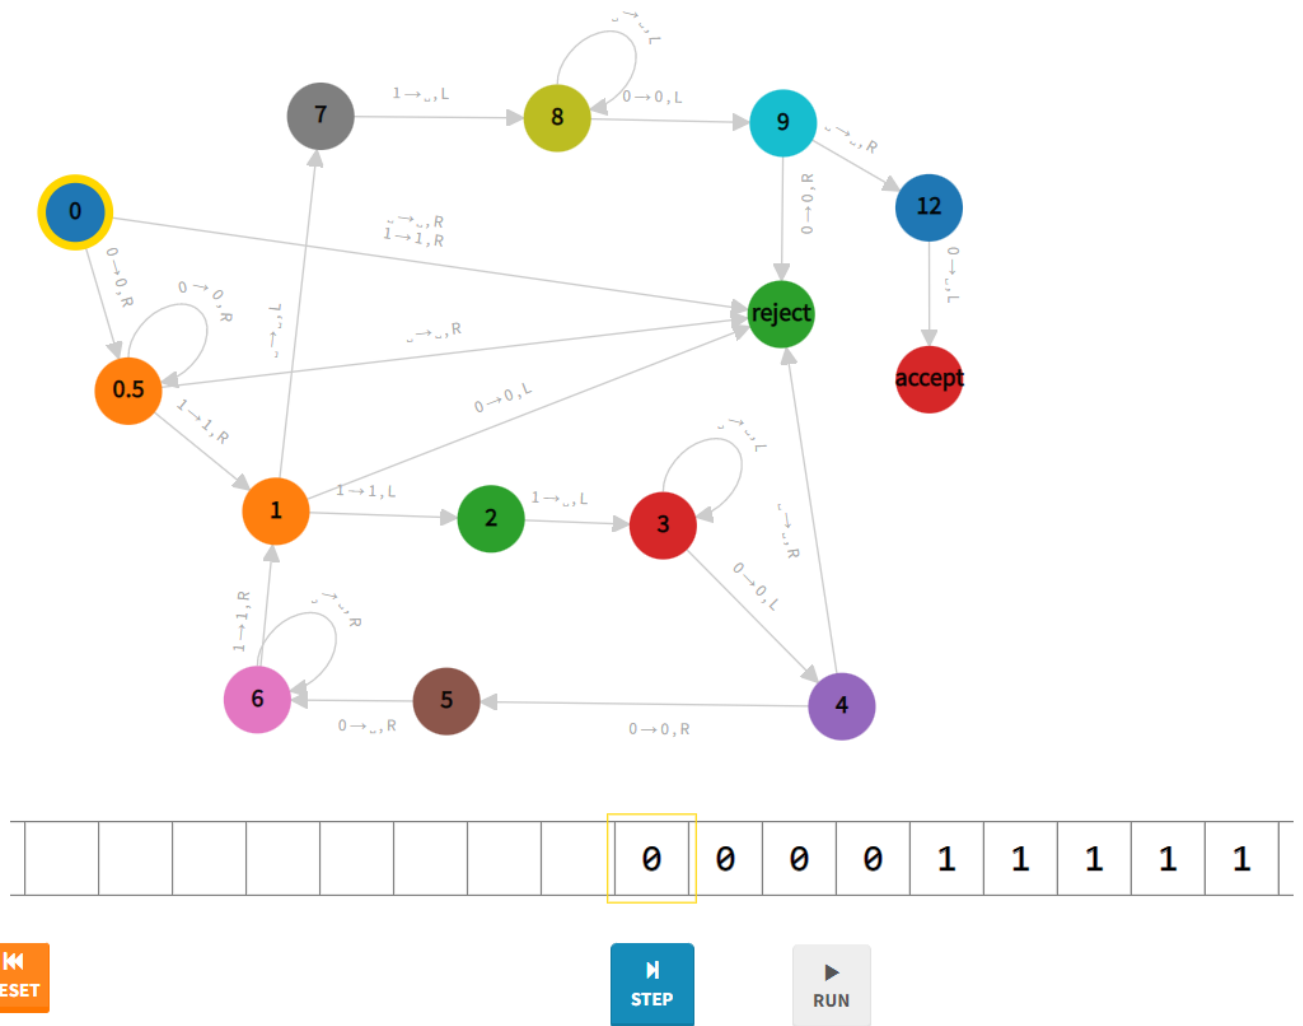 ␣→␣,L
7
1→␣,L
8
0→0,L
9
␣→␣,R
0
␣→␣,R
1→1,R
0→0,R
12
0→0,R
0→0,R
␣→␣,L
0→␣,L
reject
␣→␣,R
0.5
accept
1→1,R
0→0,L
␣→␣,L
1
1→1,L
2
1→␣,L
3
␣→␣,R
0→0,L
1→1,R
␣→␣,R
6
0→␣,R
5
0→0,R
4
0 0 0 0 1 1 1 1 1
ESET
STEP
RUN